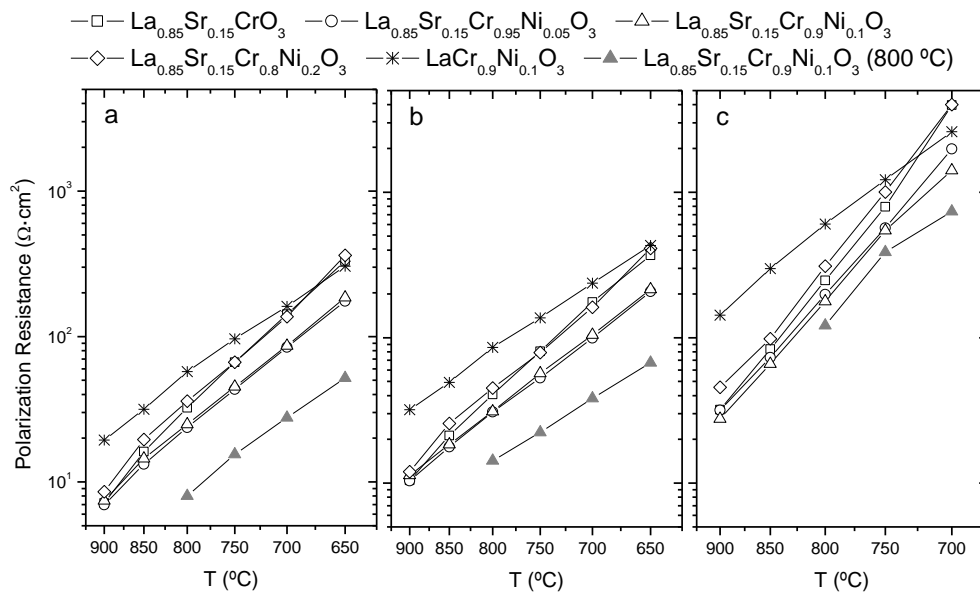 La0.85Sr0.15CrO3 La0.85Sr0.15Cr0.95Ni0.05O3 La0.85Sr0.15Cr0.9Ni0.1O3
La0.85Sr0.15Cr0.8Ni0.2O3 LaCr0.9Ni0.1O3 La0.85Sr0.15Cr0.9Ni0.1O3 (800 ºC)
a b c
Polarization Resistance (Ω·cm²)
10³
10²
10¹
900 850 800 750 700 650 900 850 800 750 700 650 900 850 800 750 700
T (ºC) T (ºC) T (ºC)